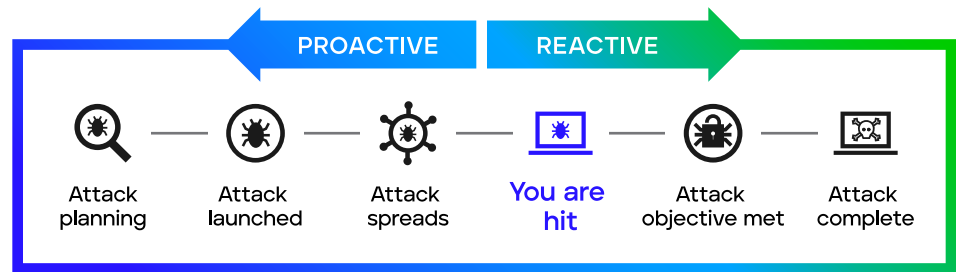 PROACTIVE
REACTIVE
Attack
planning
Attack
launched
Attack
spreads
You are
hit
Attack
objective met
Attack
complete